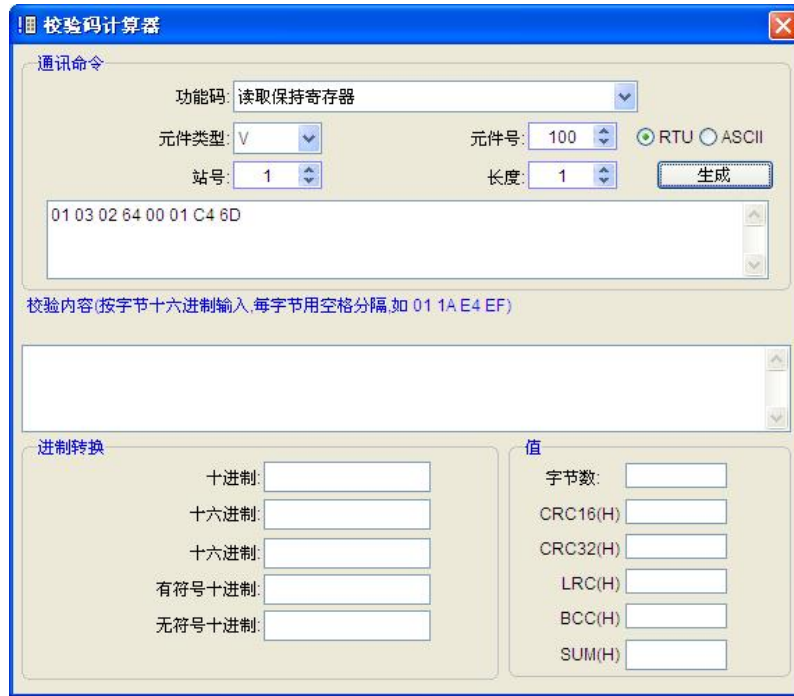 校验码计算器
通讯命令
功能码: 读取保持寄存器
元件类型: V 元件号: 100 RTU ASCII
站号: 1 长度: 1 生成
01 03 02 64 00 01 C4 6D
校验内容(按字节十六进制输入,每字节用空格分隔,如 01 1A E4 EF)
进制转换 值
十进制: 字节数:
十六进制: CRC16(H)
十六进制: CRC32(H)
有符号十进制: LRC(H)
无符号十进制: BCC(H)
SUM(H)